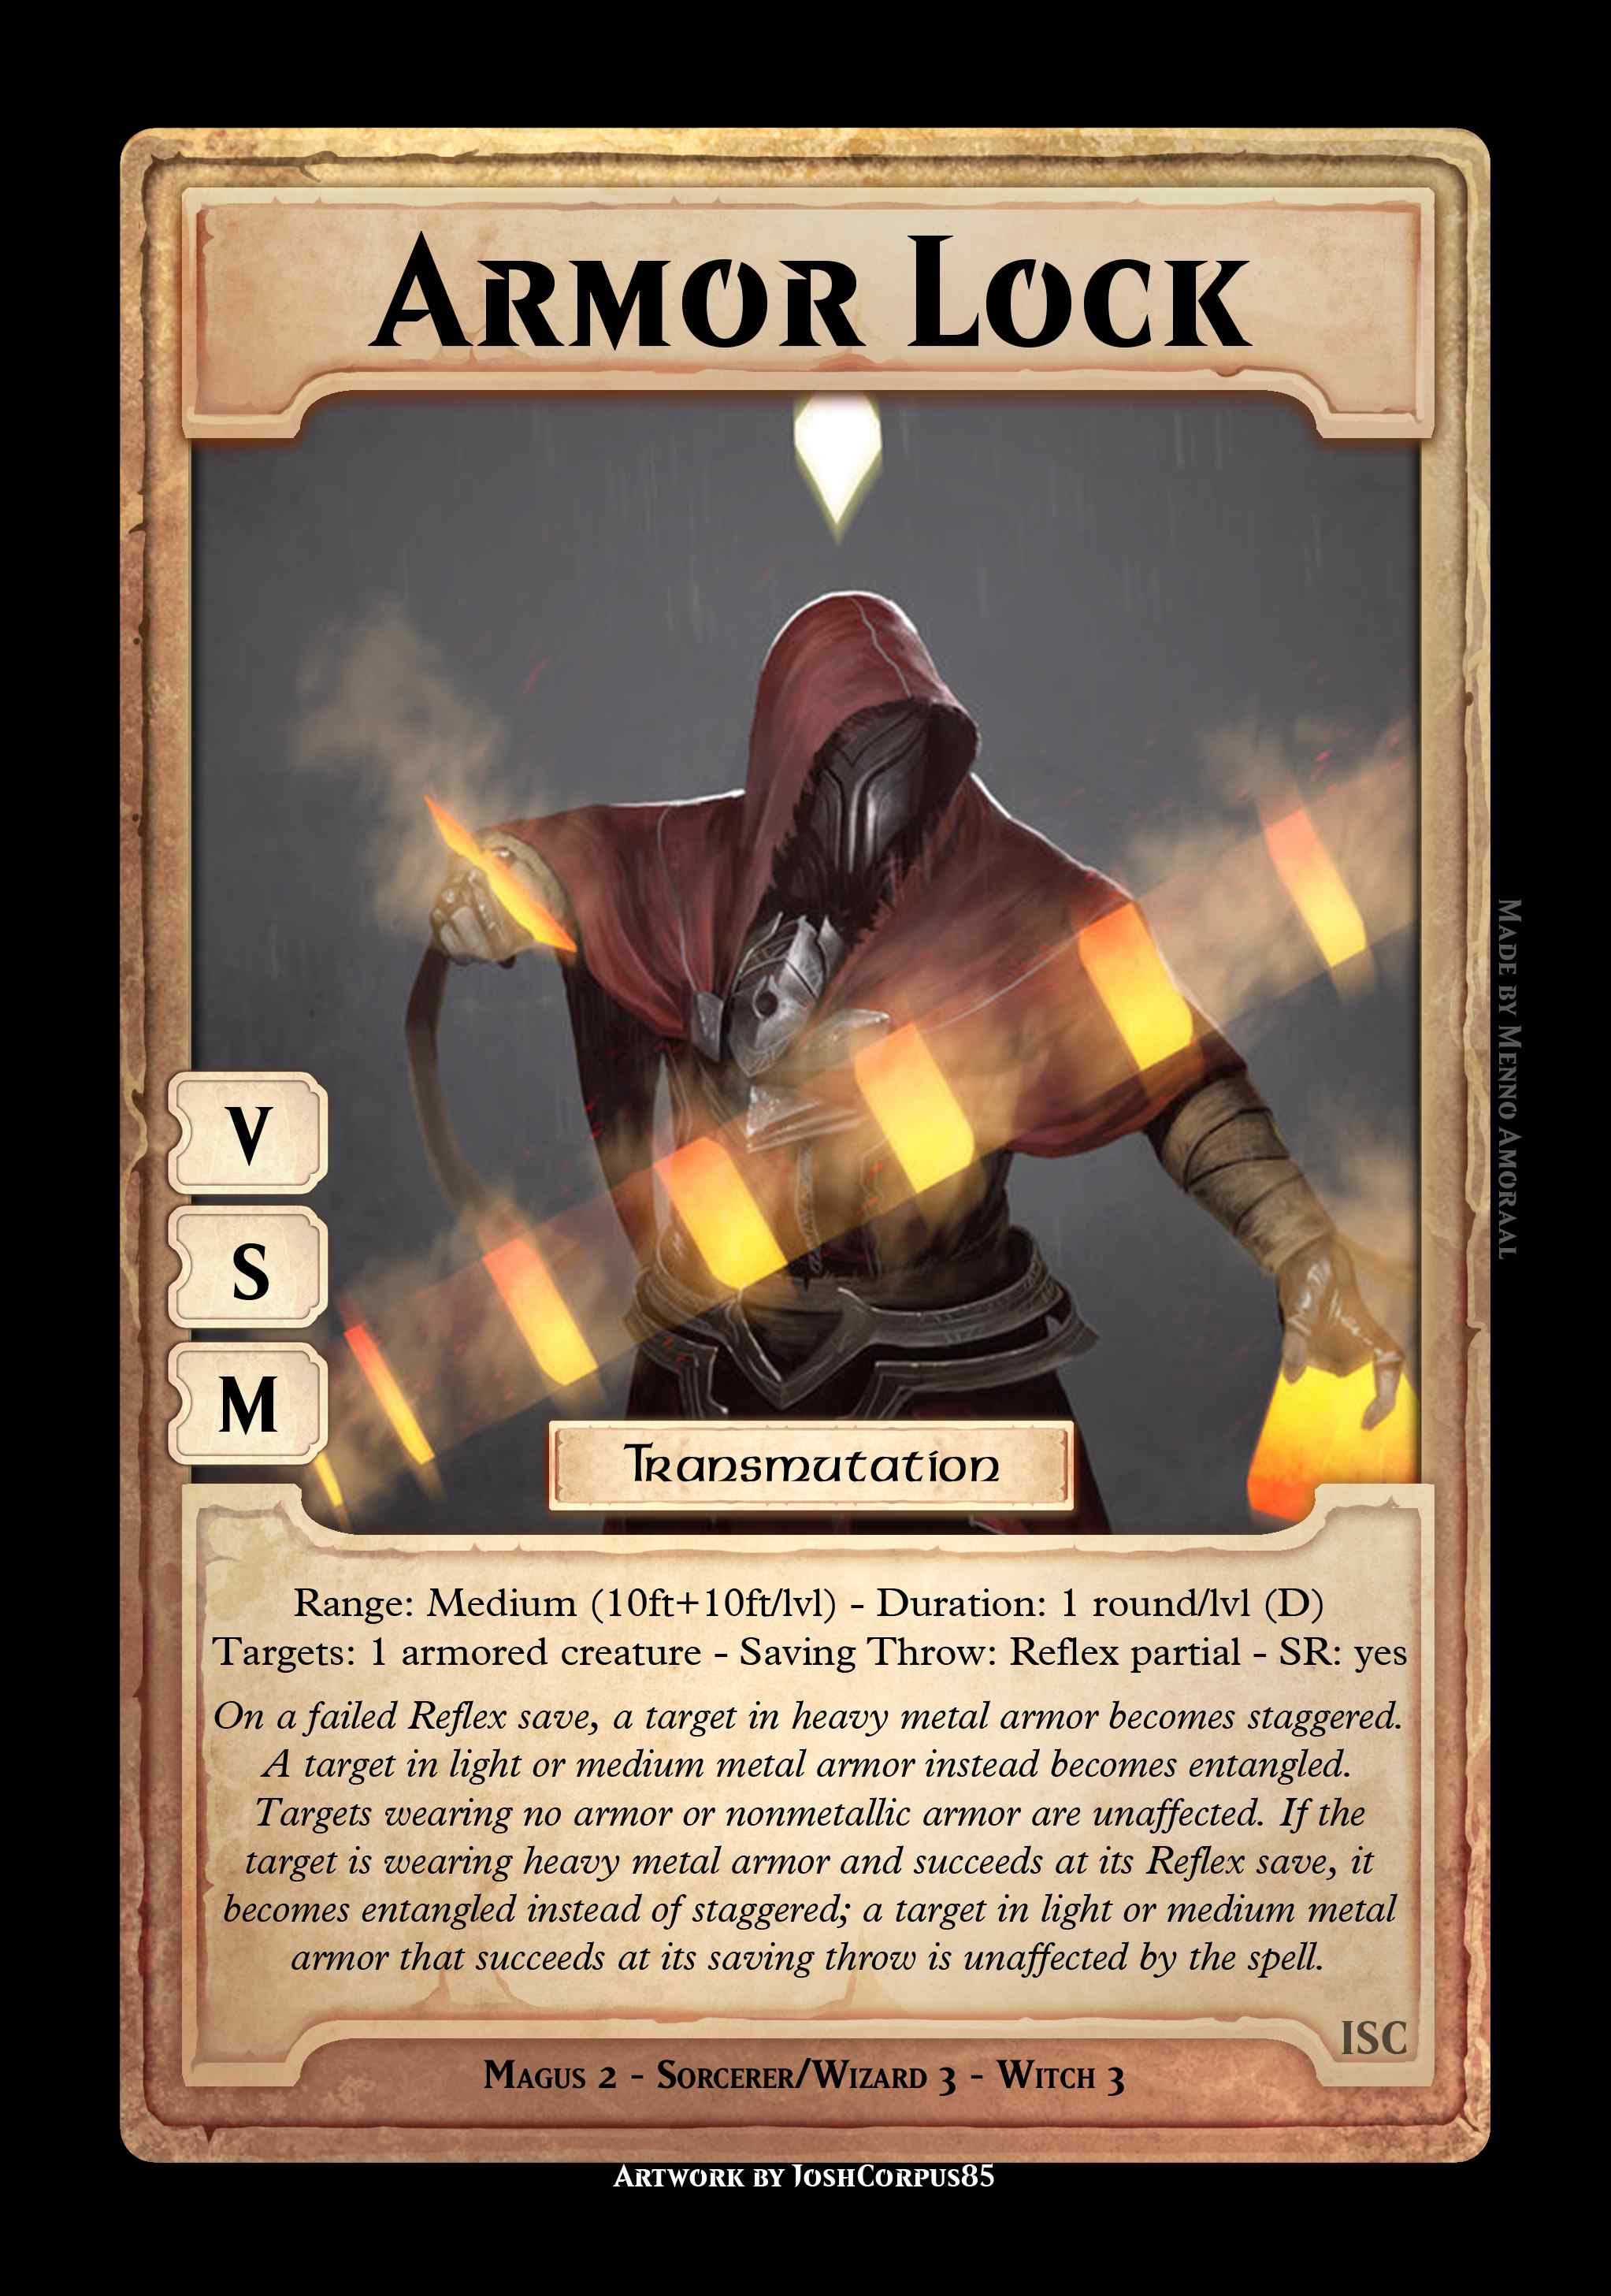 Armor Lock
V
S
M
Transmutation
Range: Medium (10ft+10ft/lvl) - Duration: 1 round/lvl (D)
Targets: 1 armored creature - Saving Throw: Reflex partial - SR: yes
On a failed Reflex save, a target in heavy metal armor becomes staggered.
A target in light or medium metal armor instead becomes entangled.
Targets wearing no armor or nonmetallic armor are unaffected. If the
target is wearing heavy metal armor and succeeds at its Reflex save, it
becomes entangled instead of staggered; a target in light or medium metal
armor that succeeds at its saving throw is unaffected by the spell.
ISC
Magus 2 - Sorcerer/Wizard 3 - Witch 3
Artwork by JoshCorpus85
Made by Menno Amoraal